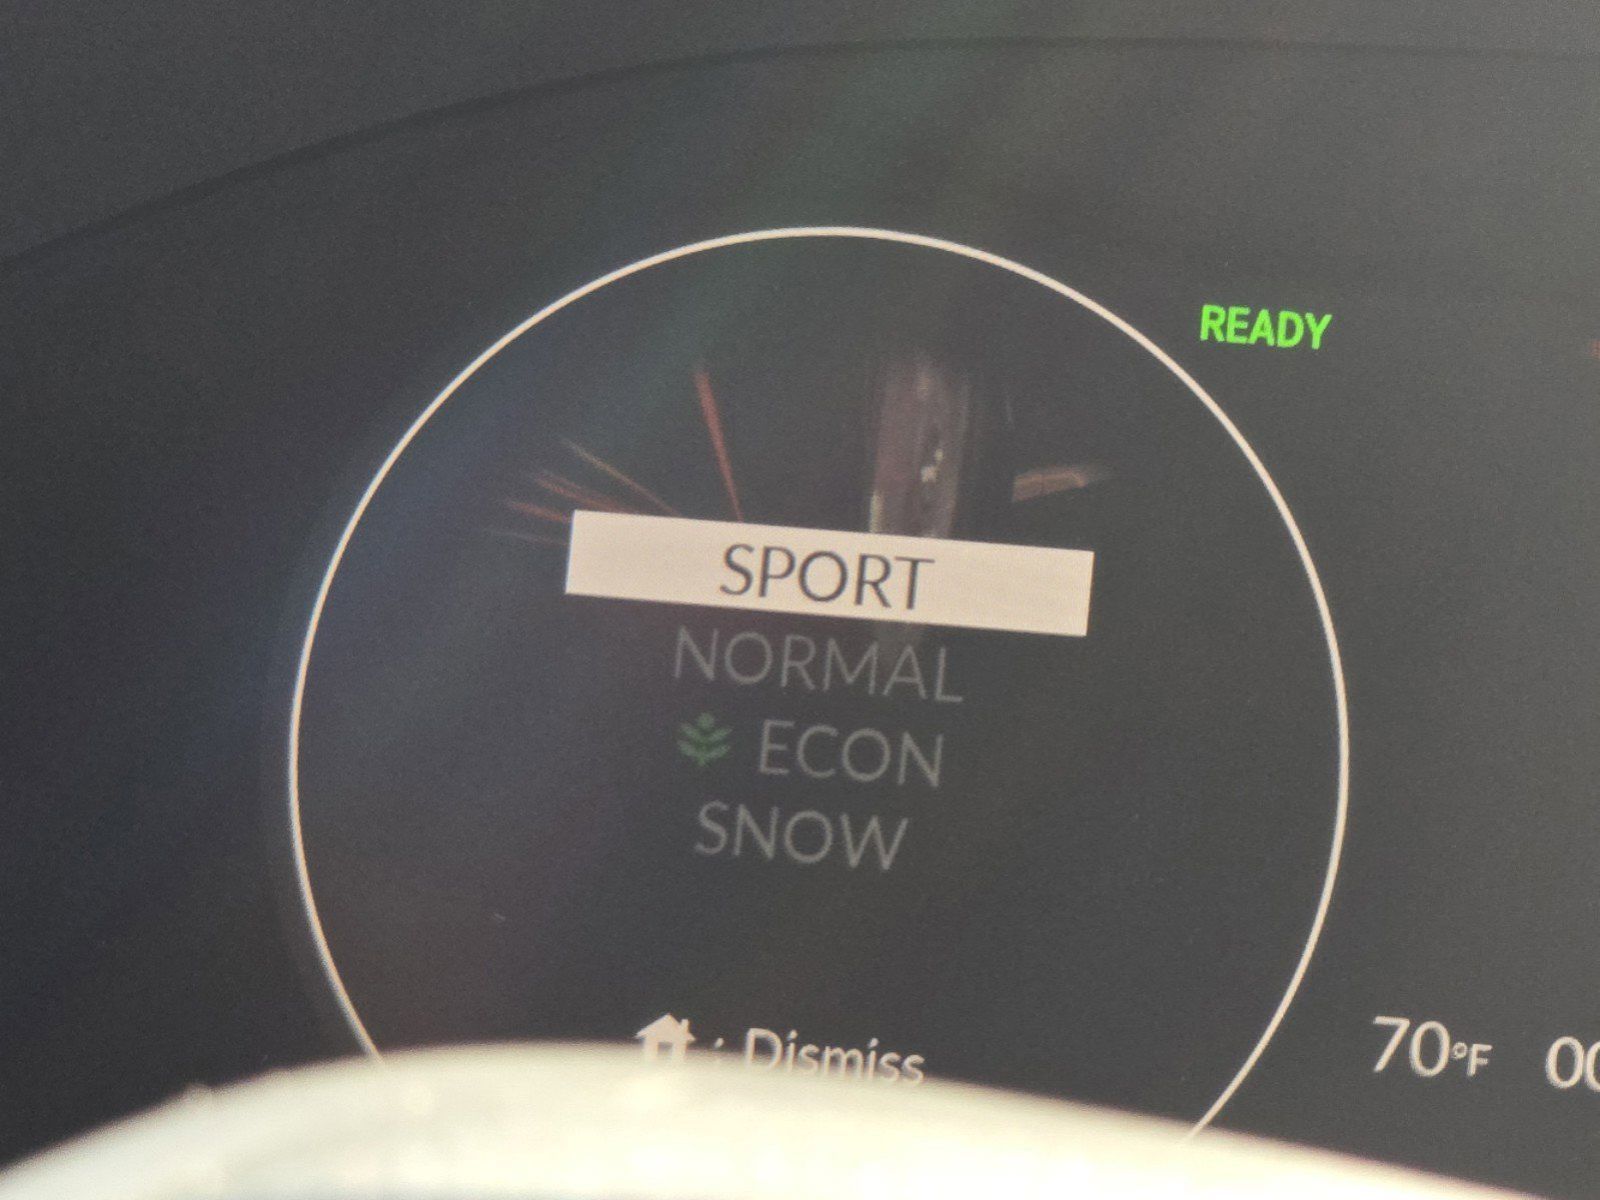 READY
SPORT
NORMAL
ECON
SNOW
: Dismiss
70°F